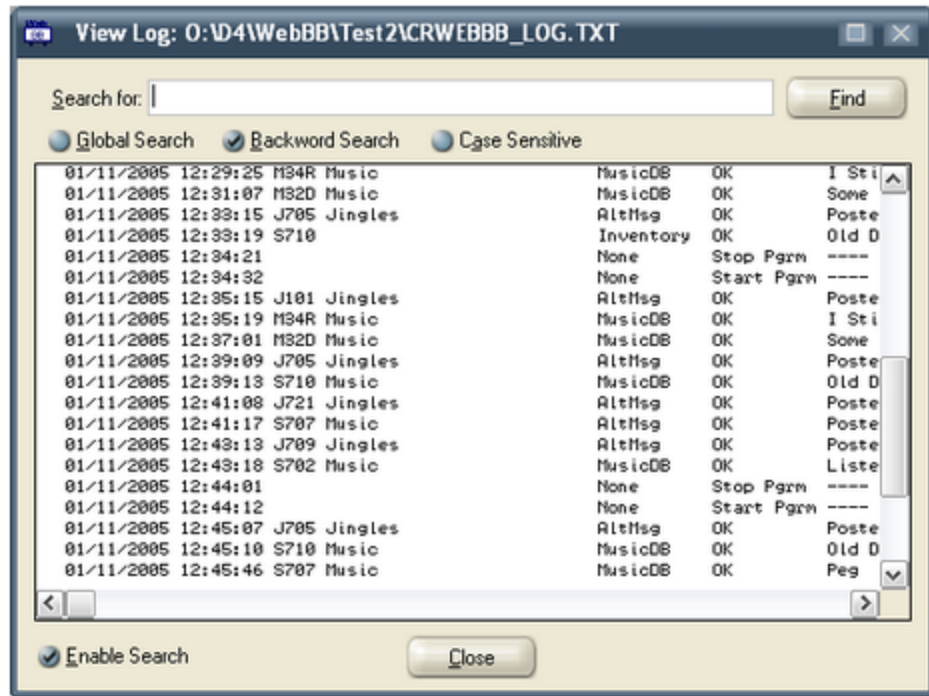 View Log: O:\D4\WebBB\Test2\CRWEBBB_LOG.TXT
Search for: Find
Global Search Backword Search Case Sensitive
01/11/2005 12:29:25 M34R Music MusicDB OK I Sti
01/11/2005 12:31:07 M32D Music MusicDB OK Some
01/11/2005 12:33:15 J705 Jingles AltMsg OK Poste
01/11/2005 12:33:19 S710 Inventory OK Old D
01/11/2005 12:34:21 None Stop Pgrm ----
01/11/2005 12:34:32 None Start Pgrm ----
01/11/2005 12:35:15 J101 Jingles AltMsg OK Poste
01/11/2005 12:35:19 M34R Music MusicDB OK I Sti
01/11/2005 12:37:01 M32D Music MusicDB OK Some
01/11/2005 12:39:09 J705 Jingles AltMsg OK Poste
01/11/2005 12:39:13 S710 Music MusicDB OK Old D
01/11/2005 12:41:08 J721 Jingles AltMsg OK Poste
01/11/2005 12:41:17 S707 Music AltMsg OK Poste
01/11/2005 12:43:13 J709 Jingles AltMsg OK Poste
01/11/2005 12:43:18 S702 Music MusicDB OK Liste
01/11/2005 12:44:01 None Stop Pgrm ----
01/11/2005 12:44:12 None Start Pgrm ----
01/11/2005 12:45:07 J705 Jingles AltMsg OK Poste
01/11/2005 12:45:10 S710 Music MusicDB OK Old D
01/11/2005 12:45:46 S707 Music MusicDB OK Peg
Enable Search Close